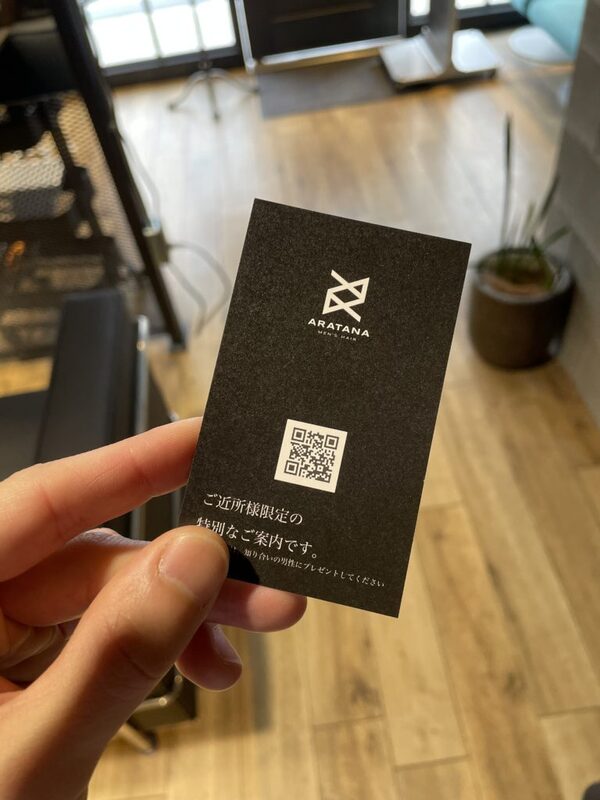 ARATANA
MEN'S HAIR
ご近所様限定の
特別なご案内です。
知り合いの男性にプレゼントしてください